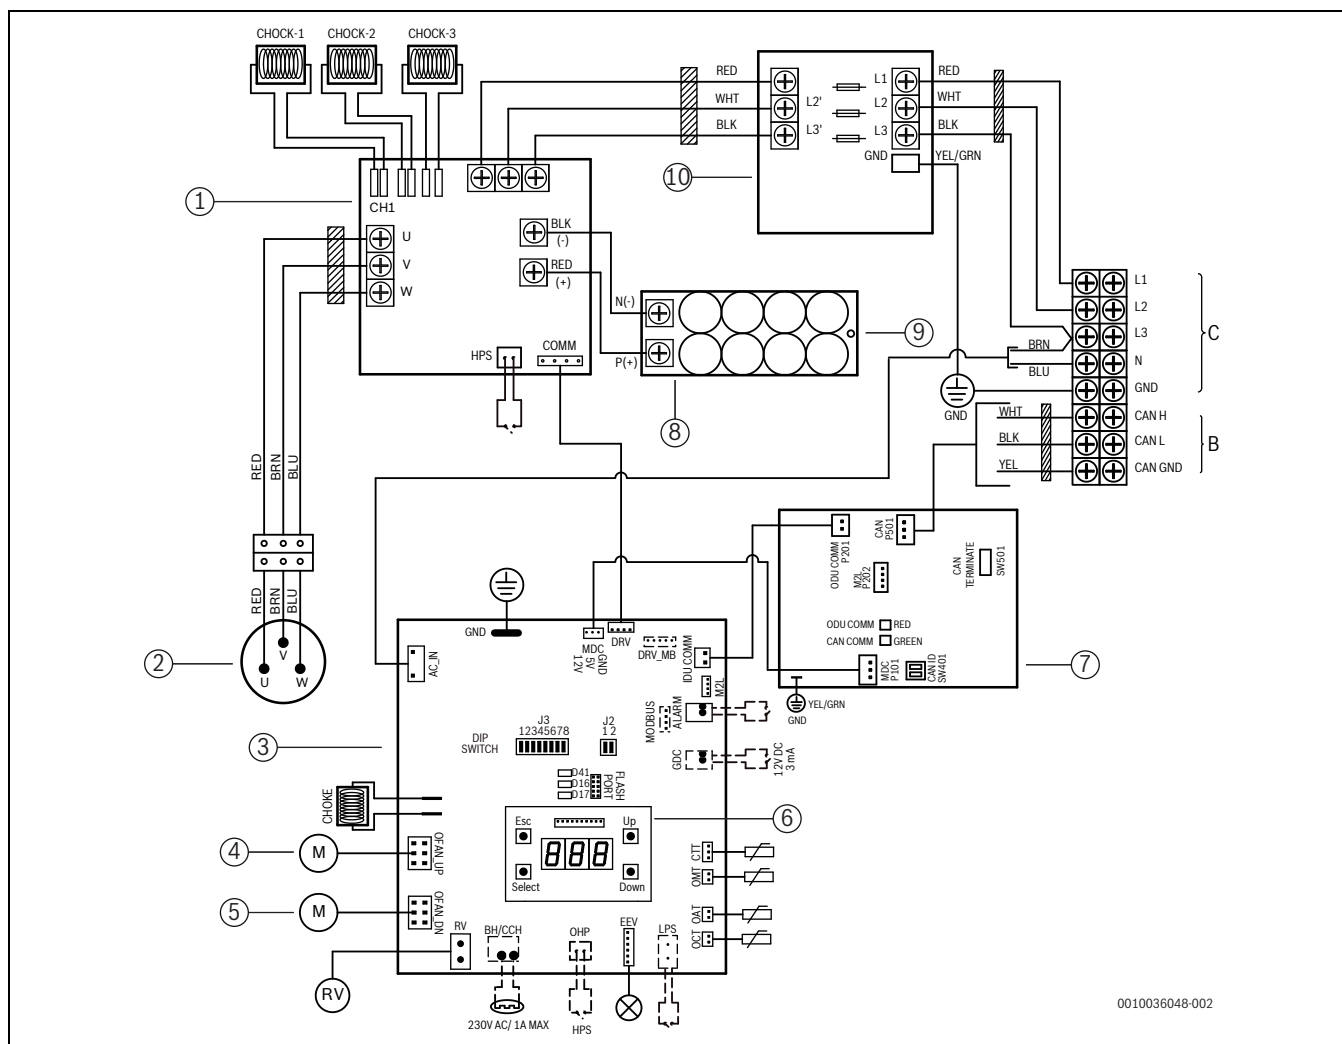 CHOCK-1
CHOCK-2
CHOCK-3
RED
WHT
BLK
L2'
L3'
L1
L2
L3
GND
RED
WHT
BLK
YEL/GRN
10
1
CH1
U
V
W
BLK
(-)
RED
(+)
HPS
COMM
N(-)
P(+)
9
8
GND
BRN
BLU
L1
L2
L3
N
GND
C
WHT
BLK
YEL
CAN H
CAN L
CAN GND
B
RED
BRN
BLU
RED
BRN
BLU
V
U
W
2
ODU COMM
P201
CAN
P501
M2L
P202
CAN
TERMINATE
SW501
ODU COMM
RED
CAN COMM
GREEN
MDC
P101
CAN ID
SW401
7
YEL/GRN
GND
GND
AC_IN
MDC
GND
5V
12V
DRV
DRV_MB
IDU COMM
M2L
MODBUS
ALARM
GDC
12V DC
3 mA
3
DIP
SWITCH
J3
12345678
J2
1 2
D41
D16
D17
FLASH
PORT
CHOKE
Esc
Up
Select
Down
888
6
4
M
OFAN_UP
5
M
OFAN_DN
CTT
OMT
OAT
OCT
RV
RV
BH/CCH
230V AC/ 1A MAX
OHP
HPS
EEV
LPS
0010036048-002